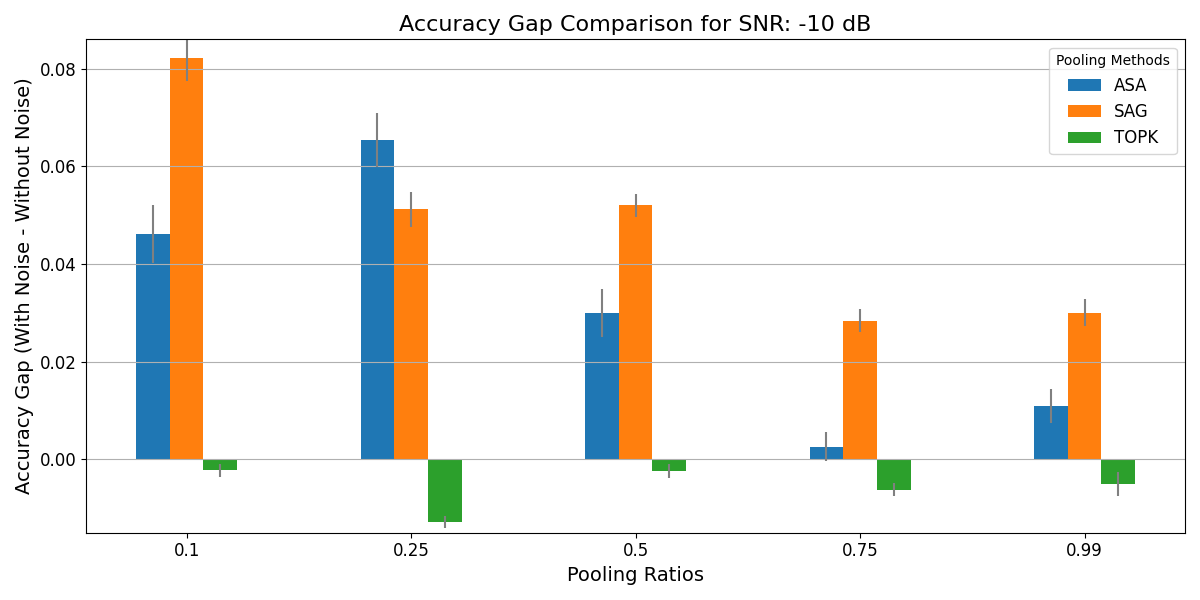 Accuracy Gap Comparison for SNR: -10 dB
Accuracy Gap (With Noise - Without Noise)
0.08
0.06
0.04
0.02
0.00
Pooling Methods
ASA
SAG
TOPK
0.1 0.25 0.5 0.75 0.99
Pooling Ratios